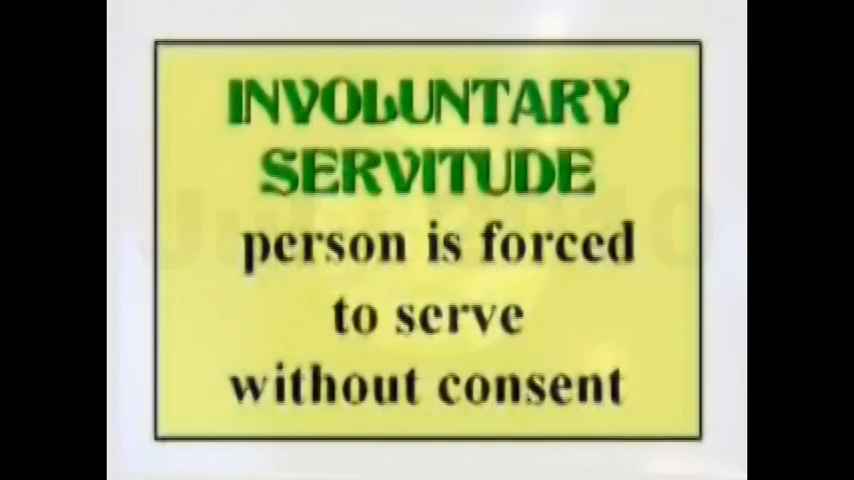 INVOLUNTARY
SERVITUDE
person is forced
to serve
without consent